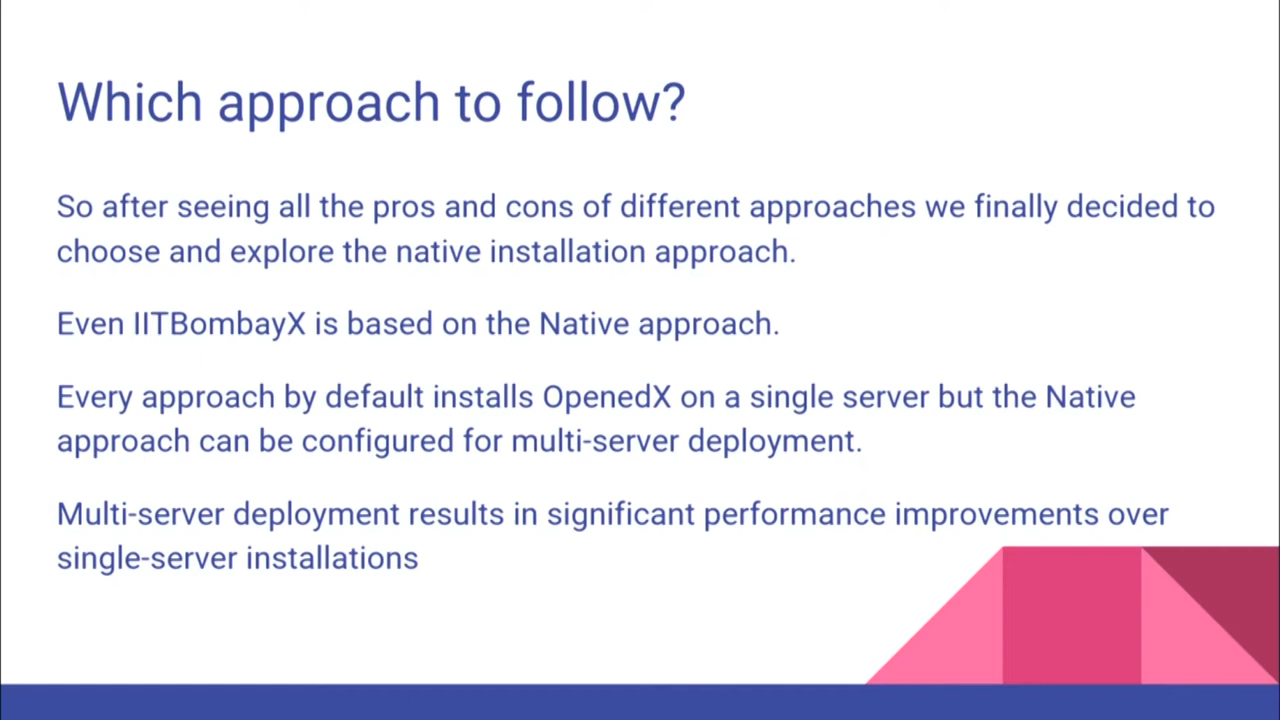 Which approach to follow?
So after seeing all the pros and cons of different approaches we finally decided to
choose and explore the native installation approach.
Even IITBombayX is based on the Native approach.
Every approach by default installs OpenedX on a single server but the Native
approach can be configured for multi-server deployment.
Multi-server deployment results in significant performance improvements over
single-server installations